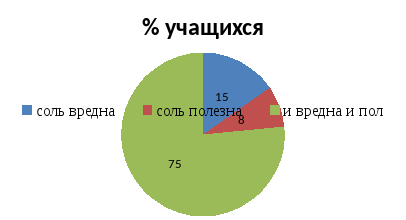 % учащихся
соль вредна соль полезна и вредна и пол
15
8
75